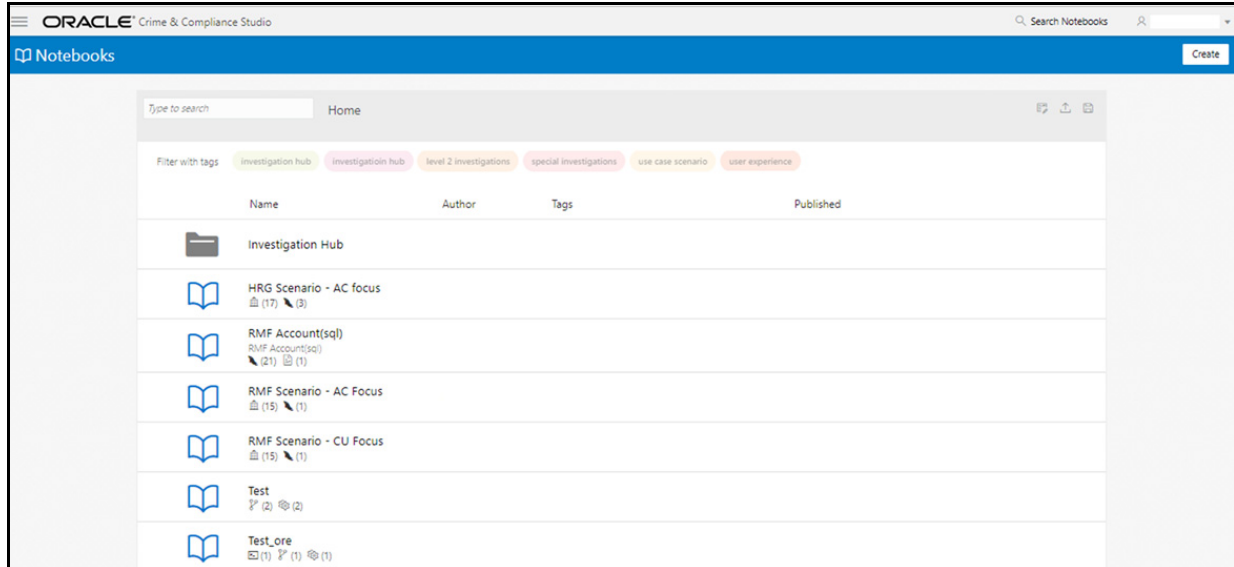 ORACLE® Crime & Compliance Studio Search Notebooks
Notebooks Create
Type to search Home
Filter with tags investigation hub investigatioin hub level 2 investigations special investigations use case scenario user experience
Name Author Tags Published
Investigation Hub
HRG Scenario - AC focus
(17) (3)
RMF Account(sql)
RMF Account(sql)
(21) (1)
RMF Scenario - AC Focus
(15) (1)
RMF Scenario - CU Focus
(15) (1)
Test
(2) (2)
Test_ore
(1) (1) (1)